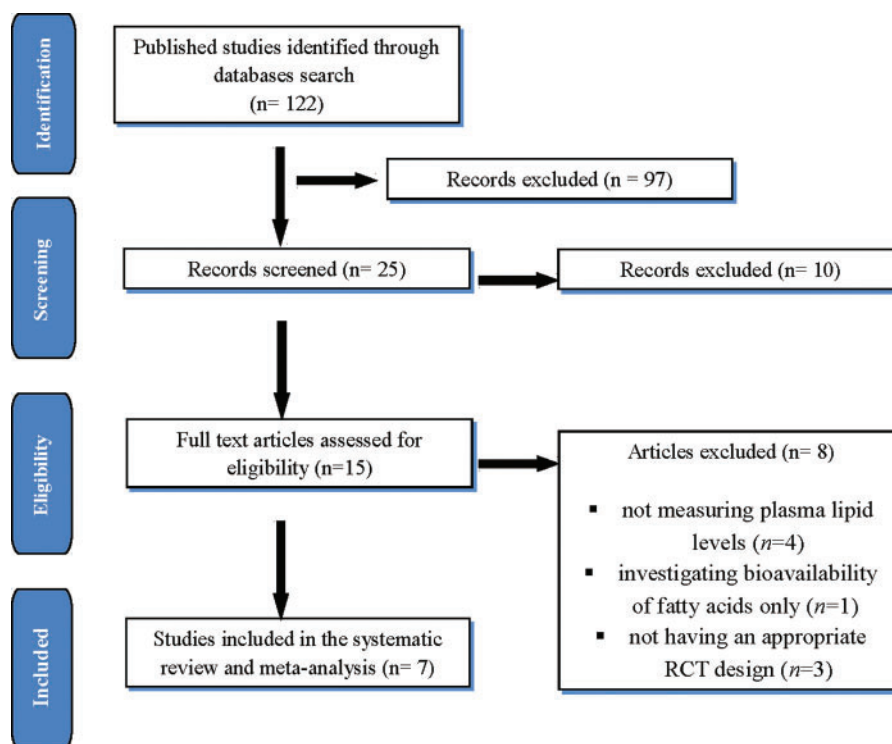 Identification
Published studies identified through
databases search
(n= 122)
Records excluded (n = 97)
Screening
Records screened (n= 25)
Records excluded (n= 10)
Eligibility
Full text articles assessed for
eligibility (n=15)
Articles excluded (n= 8)
▪ not measuring plasma lipid
levels (n=4)
▪ investigating bioavailability
of fatty acids only (n=1)
▪ not having an appropriate
RCT design (n=3)
Included
Studies included in the systematic
review and meta-analysis (n= 7)